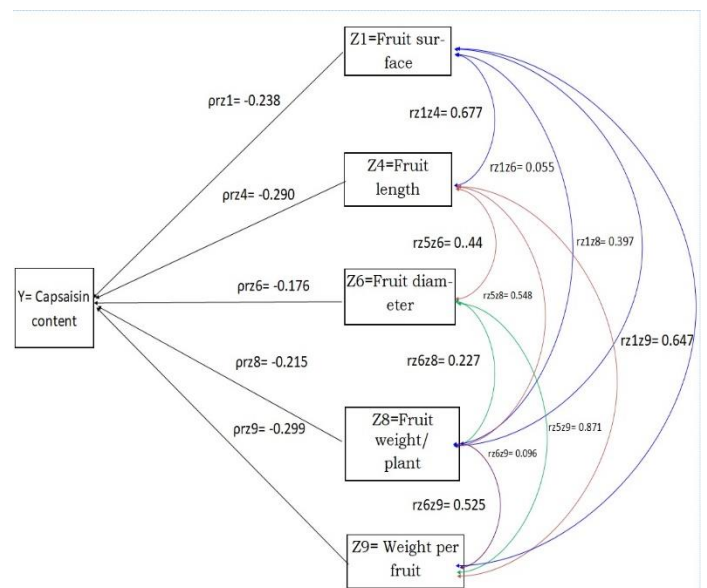 Z1=Fruit sur-
face
ρrz1= -0.238
rz1z4= 0.677
rz1z6= 0.055
ρrz4= -0.290
Z4=Fruit
length
rz5z6= 0..44
rz1z8= 0.397
Y= Capsaisin
content
ρrz6= -0.176
Z6=Fruit diam-
eter
rz5z8= 0.548
rz1z9= 0.647
ρrz8= -0.215
rz6z8= 0.227
ρrz9= -0.299
Z8=Fruit
weight/
plant
rz6z9= 0.096
rz5z9= 0.871
rz6z9= 0.525
Z9= Weight per
fruit